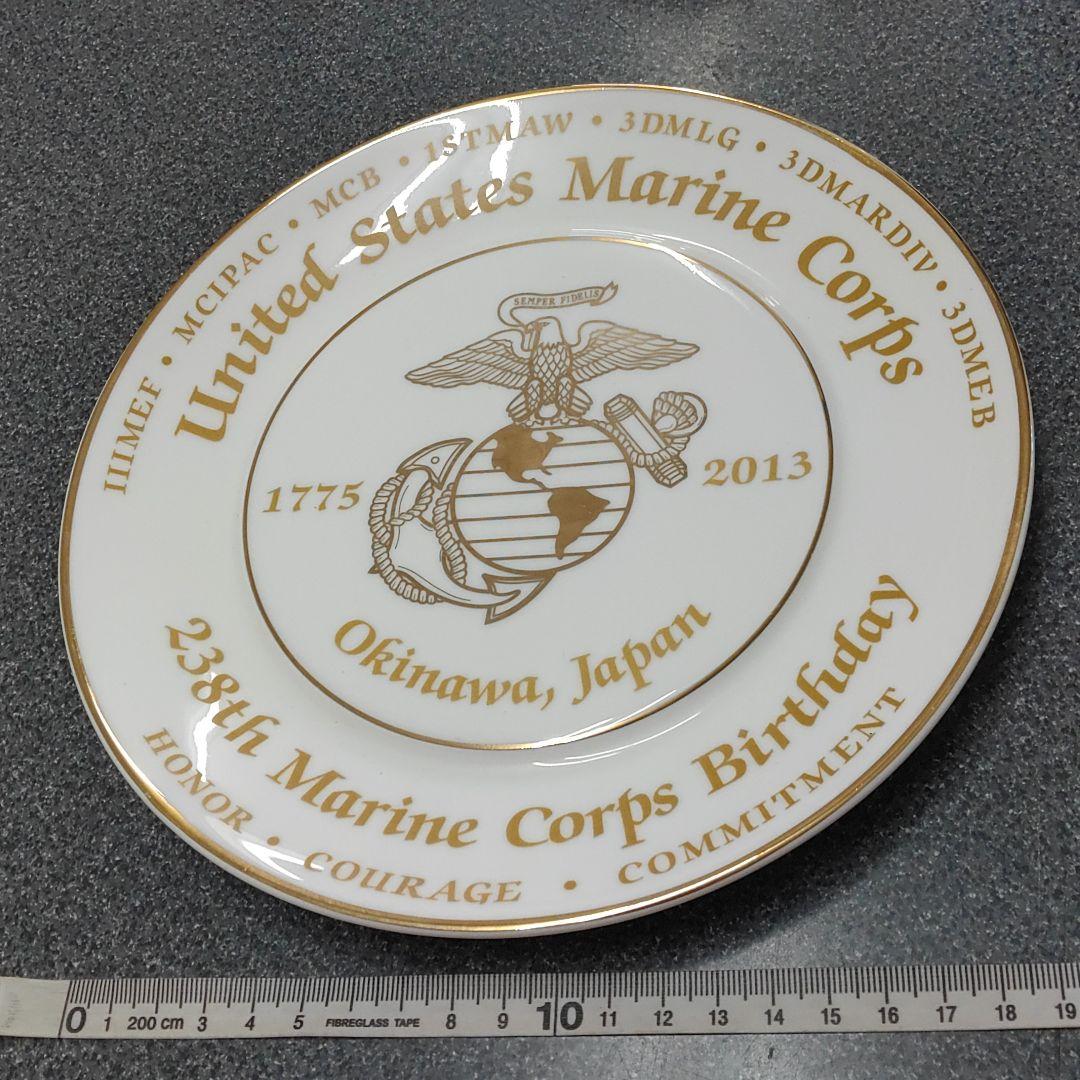 IIIMEF • MCIPAC • MCB • 1STMAW • 3DMLG • 3DMARDIV • 3DMEB
United States Marine Corps
SEMPER FIDELIS
1775 2013
Okinawa, Japan
238th Marine Corps Birthday
HONOR • COURAGE • COMMITMENT
0 1 200 cm 3 4 5 FIBREGLASS TAPE 8 9 10 11 12 13 14 15 16 17 18 19